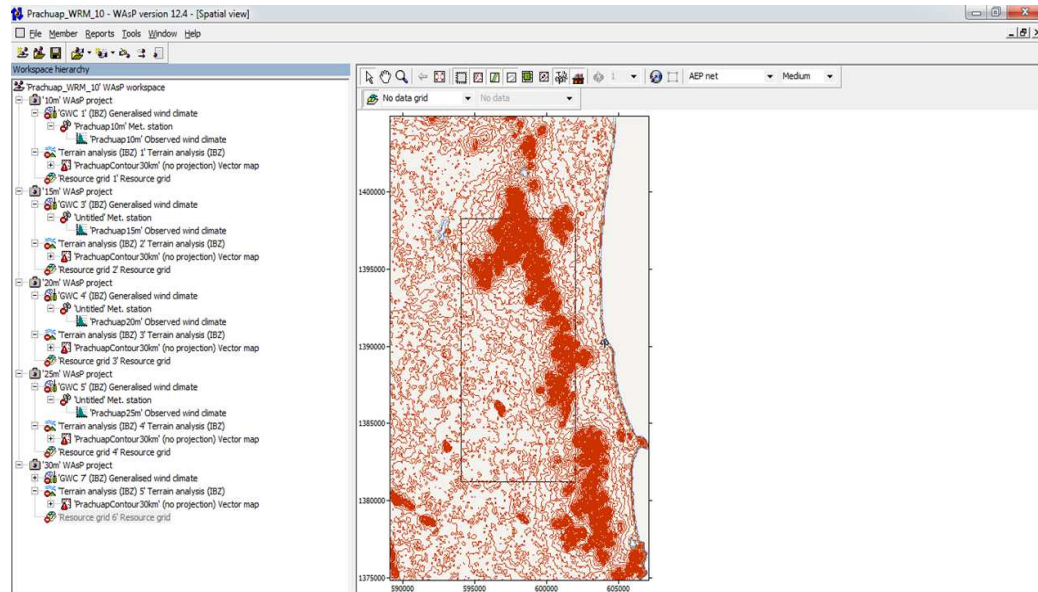 Prachuap_WRM_10 - WAsP version 12.4 - [Spatial view]
File Member Reports Tools Window Help
Workspace hierarchy
'Prachuap_WRM_10' WAsP workspace
'10m' WAsP project
'GWC 1' (IBZ) Generalised wind climate
'Prachuap10m' Met. station
'Prachuap10m' Observed wind climate
'Terrain analysis (IBZ) 1' Terrain analysis (IBZ)
'PrachuapContour30km' (no projection) Vector map
'Resource grid 1' Resource grid
'15m' WAsP project
'GWC 3' (IBZ) Generalised wind climate
'Untitled' Met. station
'Prachuap15m' Observed wind climate
'Terrain analysis (IBZ) 2' Terrain analysis (IBZ)
'PrachuapContour30km' (no projection) Vector map
'Resource grid 2' Resource grid
'20m' WAsP project
'GWC 4' (IBZ) Generalised wind climate
'Untitled' Met. station
'Prachuap20m' Observed wind climate
'Terrain analysis (IBZ) 3' Terrain analysis (IBZ)
'PrachuapContour30km' (no projection) Vector map
'Resource grid 3' Resource grid
'25m' WAsP project
'GWC 5' (IBZ) Generalised wind climate
'Untitled' Met. station
'Prachuap25m' Observed wind climate
'Terrain analysis (IBZ) 4' Terrain analysis (IBZ)
'PrachuapContour30km' (no projection) Vector map
'Resource grid 4' Resource grid
'30m' WAsP project
'GWC 7' (IBZ) Generalised wind climate
'Terrain analysis (IBZ) 5' Terrain analysis (IBZ)
'PrachuapContour30km' (no projection) Vector map
'Resource grid 6' Resource grid
1 AEP net Medium
No data grid No data
1400000
1395000
1390000
1385000
1380000
1375000
590000 595000 600000 605000